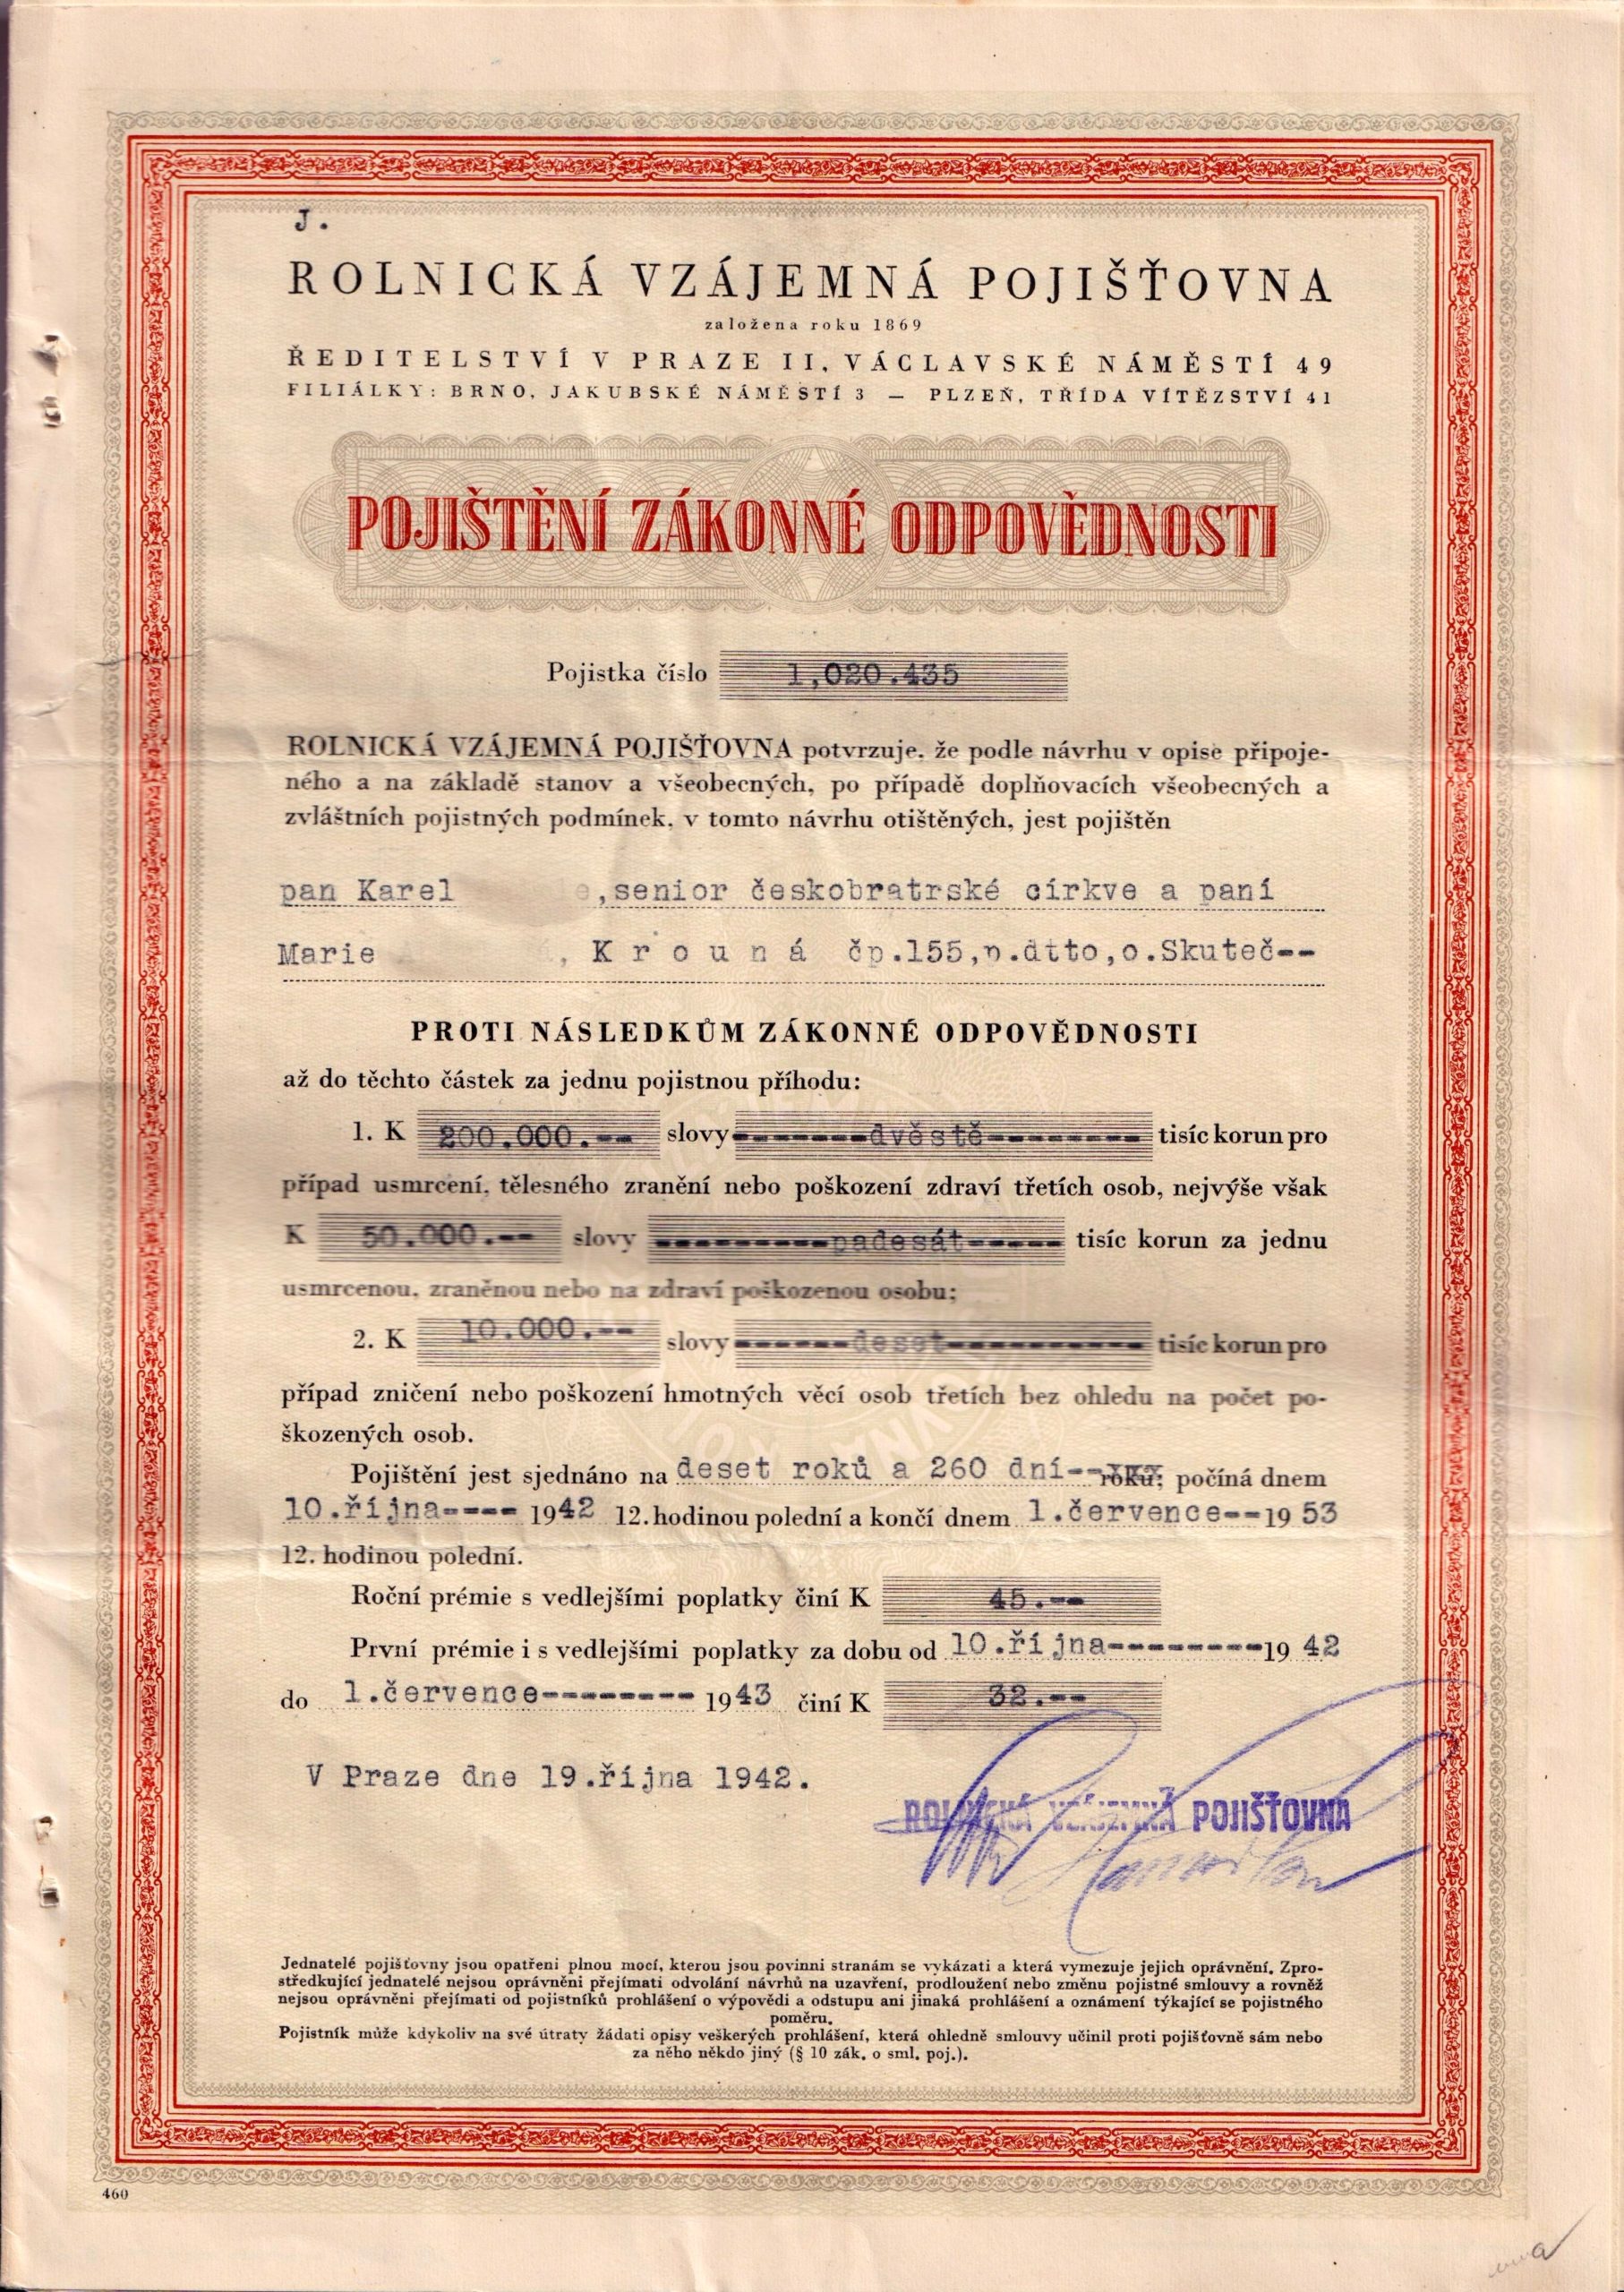 J.
ROLNICKÁ VZÁJEMNÁ POJIŠŤOVNA
založena roku 1869
ŘEDITELSTVÍ V PRAZE II, VÁCLAVSKÉ NÁMĚSTÍ 49
FILIÁLKY: BRNO, JAKUBSKÉ NÁMĚSTÍ 3 — PLZEŇ, TŘÍDA VÍTĚZSTVÍ 41
POJIŠTĚNÍ ZÁKONNÉ ODPOVĚDNOSTI
Pojistka číslo 1,020.435
ROLNICKÁ VZÁJEMNÁ POJIŠŤOVNA potvrzuje, že podle návrhu v opise připoje-
ného a na základě stanov a všeobecných, po případě doplňovacích všeobecných a
zvláštních pojistných podmínek, v tomto návrhu otištěných, jest pojištěn
pan Karel , senior českobratrské církve a paní
Marie , Krouná čp.155,p.dtto,o.Skuteč--
PROTI NÁSLEDKŮM ZÁKONNÉ ODPOVĚDNOSTI
až do těchto částek za jednu pojistnou příhodu:
1. K 200.000.-- slovy-------dvěstě-------- tisíc korun pro
případ usmrcení, tělesného zranění nebo poškození zdraví třetích osob, nejvýše však
K 50.000.-- slovy ---------padesát----- tisíc korun za jednu
usmrcenou, zraněnou nebo na zdraví poškozenou osobu;
2. K 10.000.-- slovy------deset---------- tisíc korun pro
případ zničení nebo poškození hmotných věcí osob třetích bez ohledu na počet po-
škozených osob.
Pojištění jest sjednáno na deset roků a 260 dní-- roků; počíná dnem
10.října---- 1942 12. hodinou polední a končí dnem 1.července--19 53
12. hodinou polední.
Roční prémie s vedlejšími poplatky činí K 45.--
První prémie i s vedlejšími poplatky za dobu od 10.října---------19 42
do 1.července--------- 1943 činí K 32.--
V Praze dne 19.října 1942.
ROLNICKÁ VZÁJEMNÁ POJIŠŤOVNA
Jednatelé pojišťovny jsou opatřeni plnou mocí, kterou jsou povinni stranám se vykázati a která vymezuje jejich oprávnění. Zpro-
středkující jednatelé nejsou oprávněni přejímati odvolání návrhů na uzavření, prodloužení nebo změnu pojistné smlouvy a rovněž
nejsou oprávněni přejímati od pojistníků prohlášení o výpovědi a odstupu ani jinaká prohlášení a oznámení týkající se pojistného
poměru.
Pojistník může kdykoliv na své útraty žádati opisy veškerých prohlášení, která ohledně smlouvy učinil proti pojišťovně sám nebo
za něho někdo jiný (§ 10 zák. o sml. poj.).
460